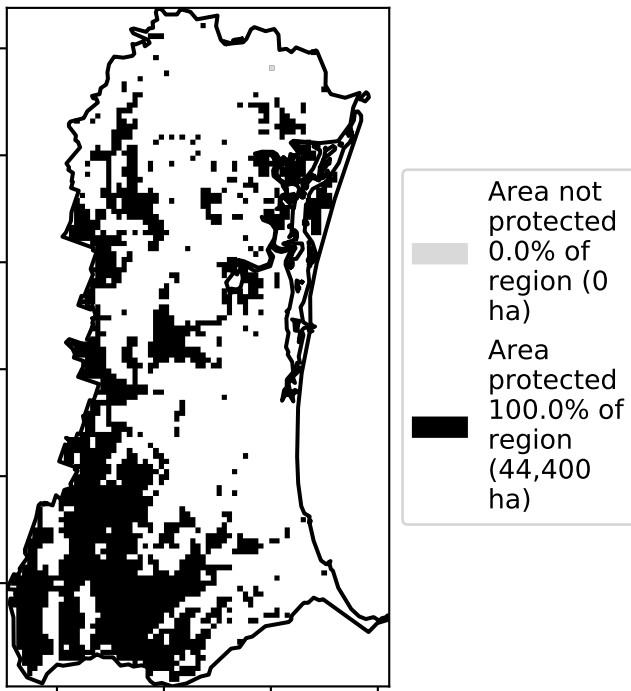 Area not
protected
0.0% of
region (0
ha)
Area
protected
100.0% of
region
(44,400
ha)